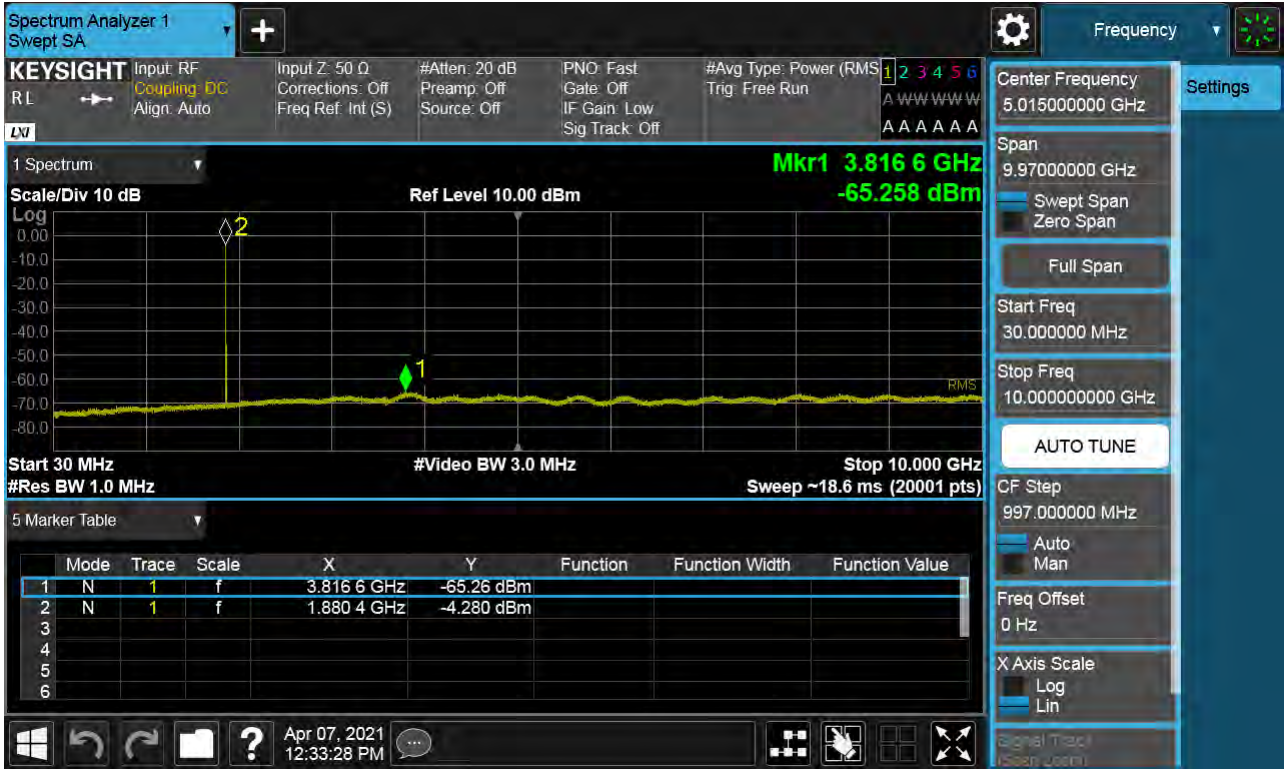 Spectrum Analyzer 1
Swept SA
+
Frequency
KEYSIGHT
RL
LXI
Input: RF
Coupling: DC
Align: Auto
Input Z: 50 Ω
Corrections: Off
Freq Ref: Int (S)
#Atten: 20 dB
Preamp: Off
Source: Off
PNO: Fast
Gate: Off
IF Gain: Low
Sig Track: Off
#Avg Type: Power (RMS
Trig: Free Run
1 2 3 4 5 6
A W W W W W
A A A A A A
1 Spectrum
Mkr1 3.816 6 GHz
-65.258 dBm
Scale/Div 10 dB
Ref Level 10.00 dBm
Log
0.00
-10.0
-20.0
-30.0
-40.0
-50.0
-60.0
-70.0
-80.0
2
1
RMS
Start 30 MHz
#Video BW 3.0 MHz
Stop 10.000 GHz
#Res BW 1.0 MHz
Sweep ~18.6 ms (20001 pts)
5 Marker Table
Mode Trace Scale X Y Function Function Width Function Value
1 N 1 f 3.816 6 GHz -65.26 dBm
2 N 1 f 1.880 4 GHz -4.280 dBm
3
4
5
6
Apr 07, 2021
12:33:28 PM
?
Center Frequency
5.015000000 GHz
Settings
Span
9.97000000 GHz
Swept Span
Zero Span
Full Span
Start Freq
30.000000 MHz
Stop Freq
10.000000000 GHz
AUTO TUNE
CF Step
997.000000 MHz
Auto
Man
Freq Offset
0 Hz
X Axis Scale
Log
Lin
Signal Track
(Span Zoom)